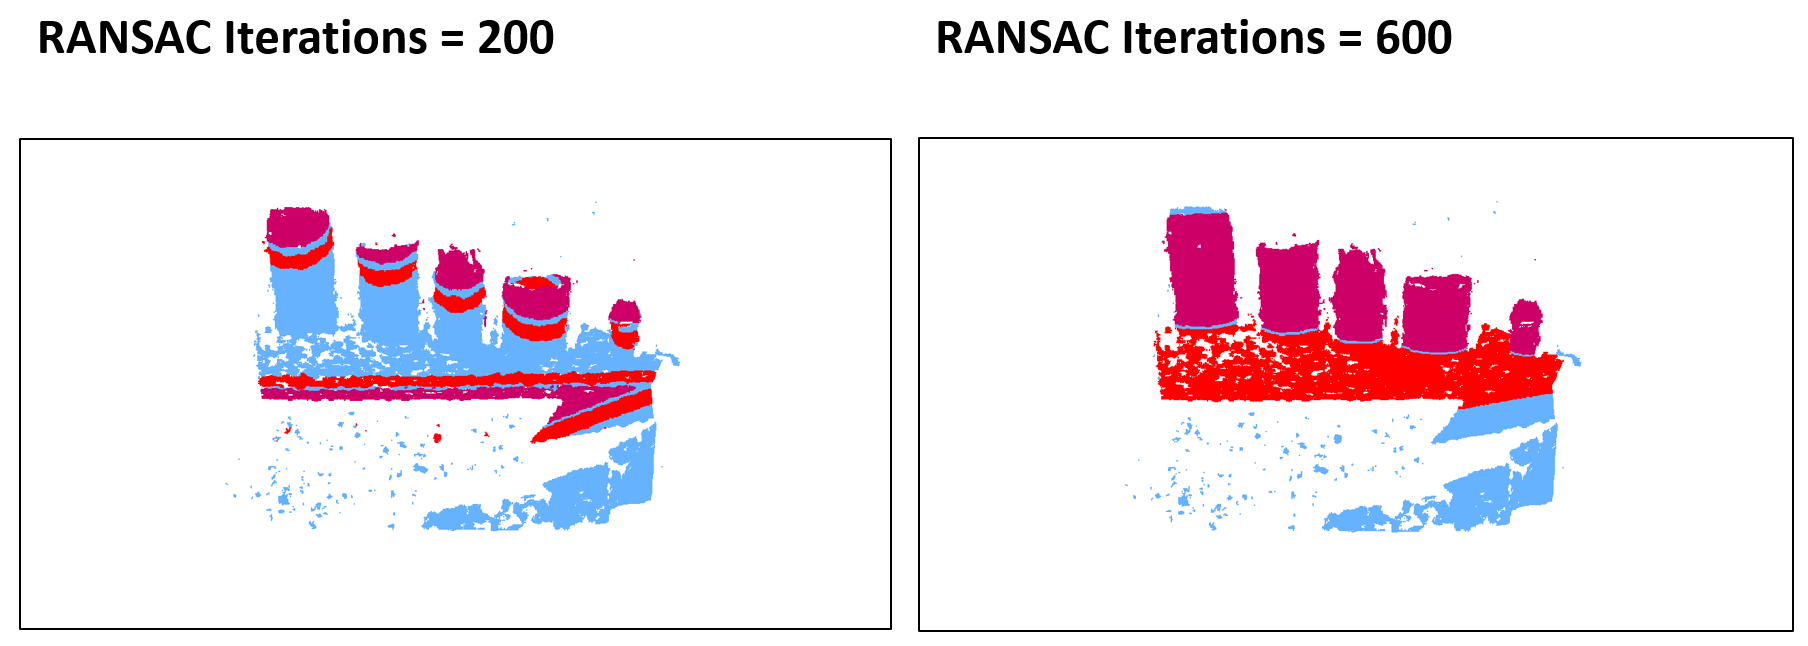 RANSAC Iterations = 200
RANSAC Iterations = 600